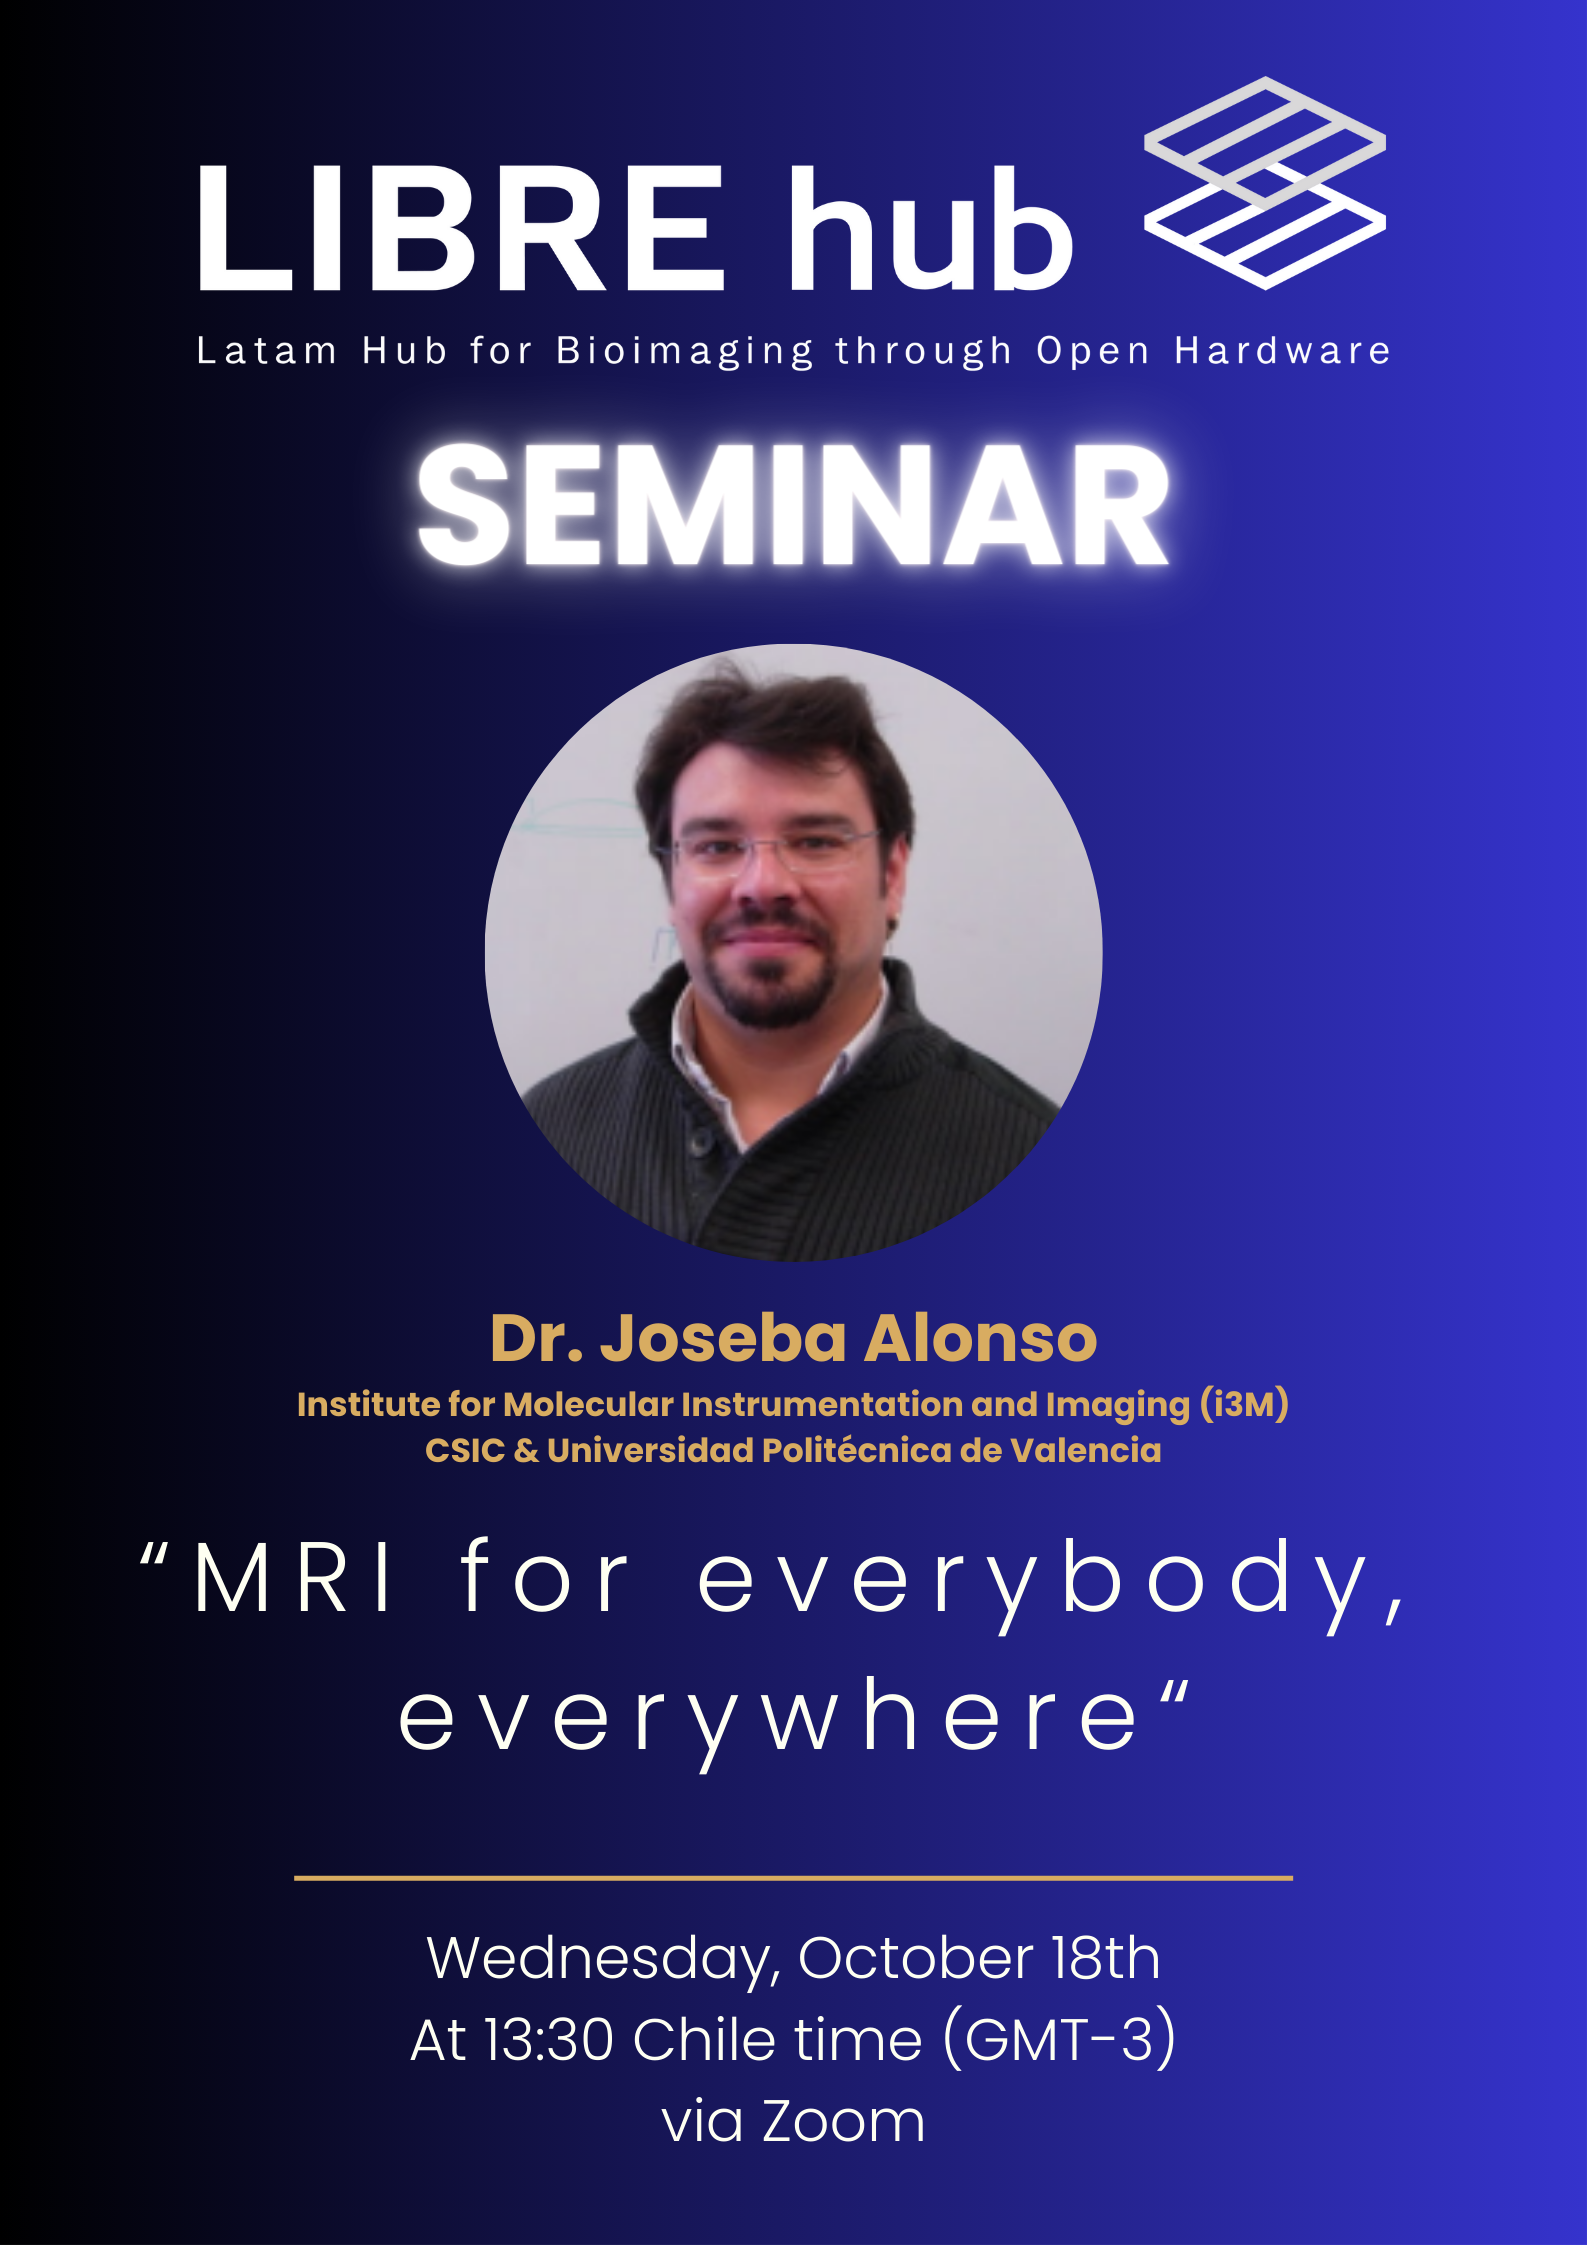 LIBRE hub
Latam Hub for Bioimaging through Open Hardware
SEMINAR
Dr. Joseba Alonso
Institute for Molecular Instrumentation and Imaging (i3M)
CSIC & Universidad Politécnica de Valencia
“MRI for everybody,
everywhere“
Wednesday, October 18th
At 13:30 Chile time (GMT-3)
via Zoom